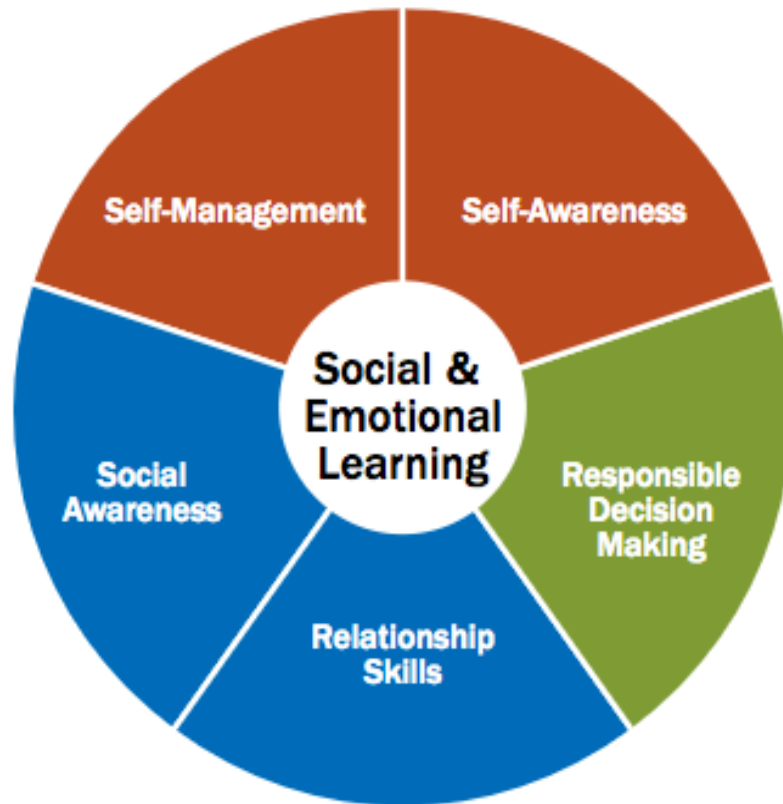 Self-Management
Self-Awareness
Social &
Emotional
Learning
Social
Awareness
Responsible
Decision
Making
Relationship
Skills